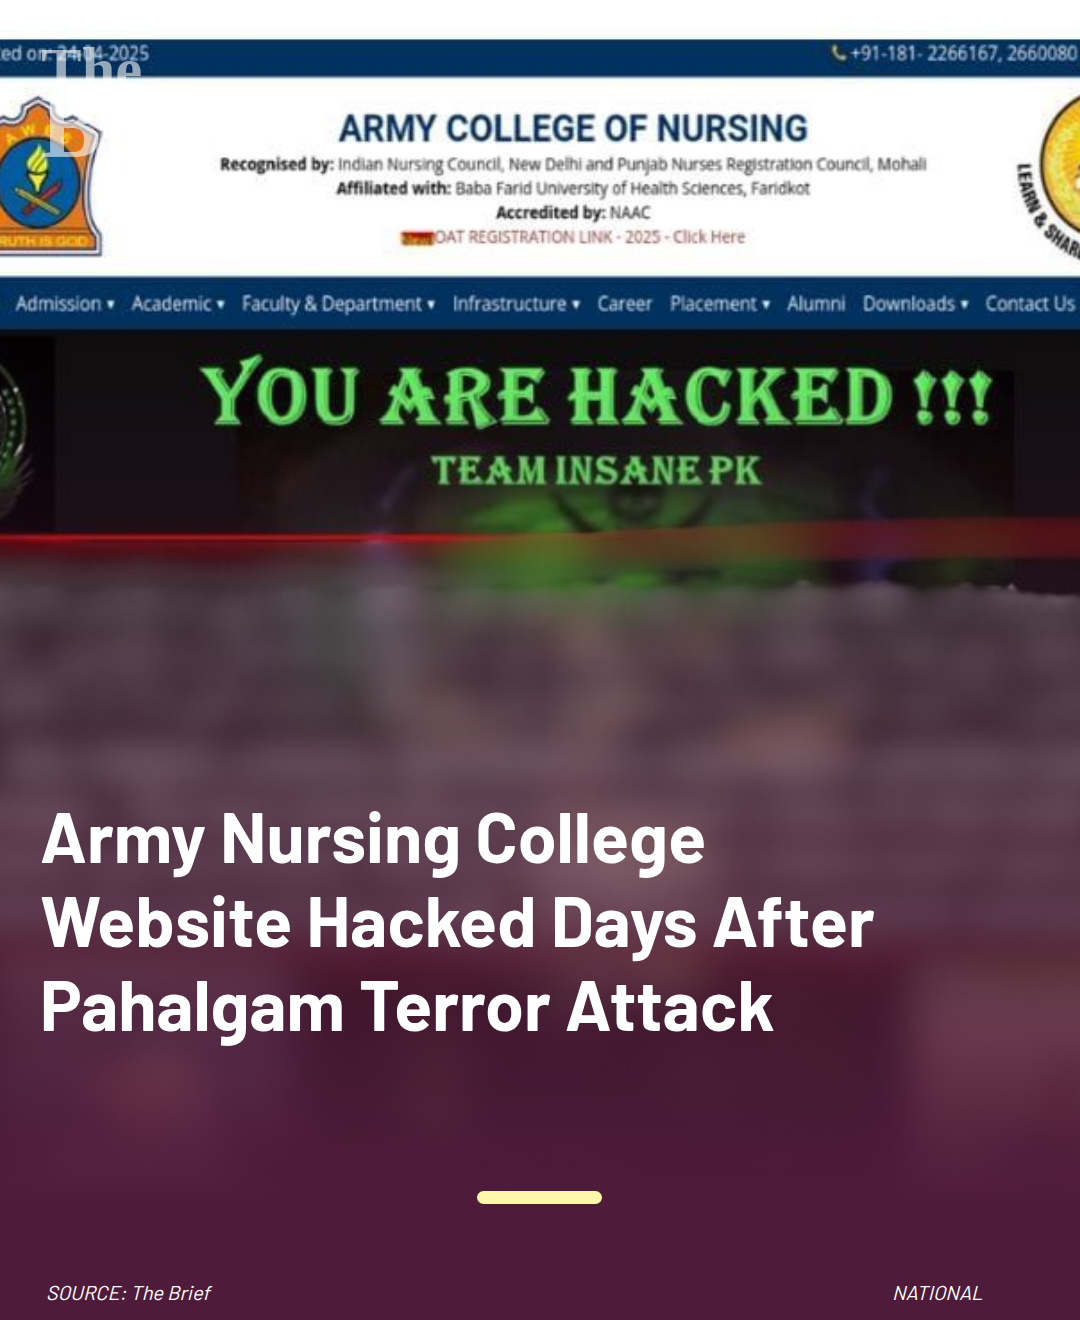 ed on: 24-04-2025
+91-181- 2266167, 2660080
The
B
AWES
TRUTH IS GOD
ARMY COLLEGE OF NURSING
Recognised by: Indian Nursing Council, New Delhi and Punjab Nurses Registration Council, Mohali
Affiliated with: Baba Farid University of Health Sciences, Faridkot
Accredited by: NAAC
OAT REGISTRATION LINK - 2025 - Click Here
LEARN & SHAR
Admission ▾ Academic ▾ Faculty & Department ▾ Infrastructure ▾ Career Placement ▾ Alumni Downloads ▾ Contact Us
YOU ARE HACKED !!!
TEAM INSANE PK
Army Nursing College
Website Hacked Days After
Pahalgam Terror Attack
SOURCE: The Brief
NATIONAL